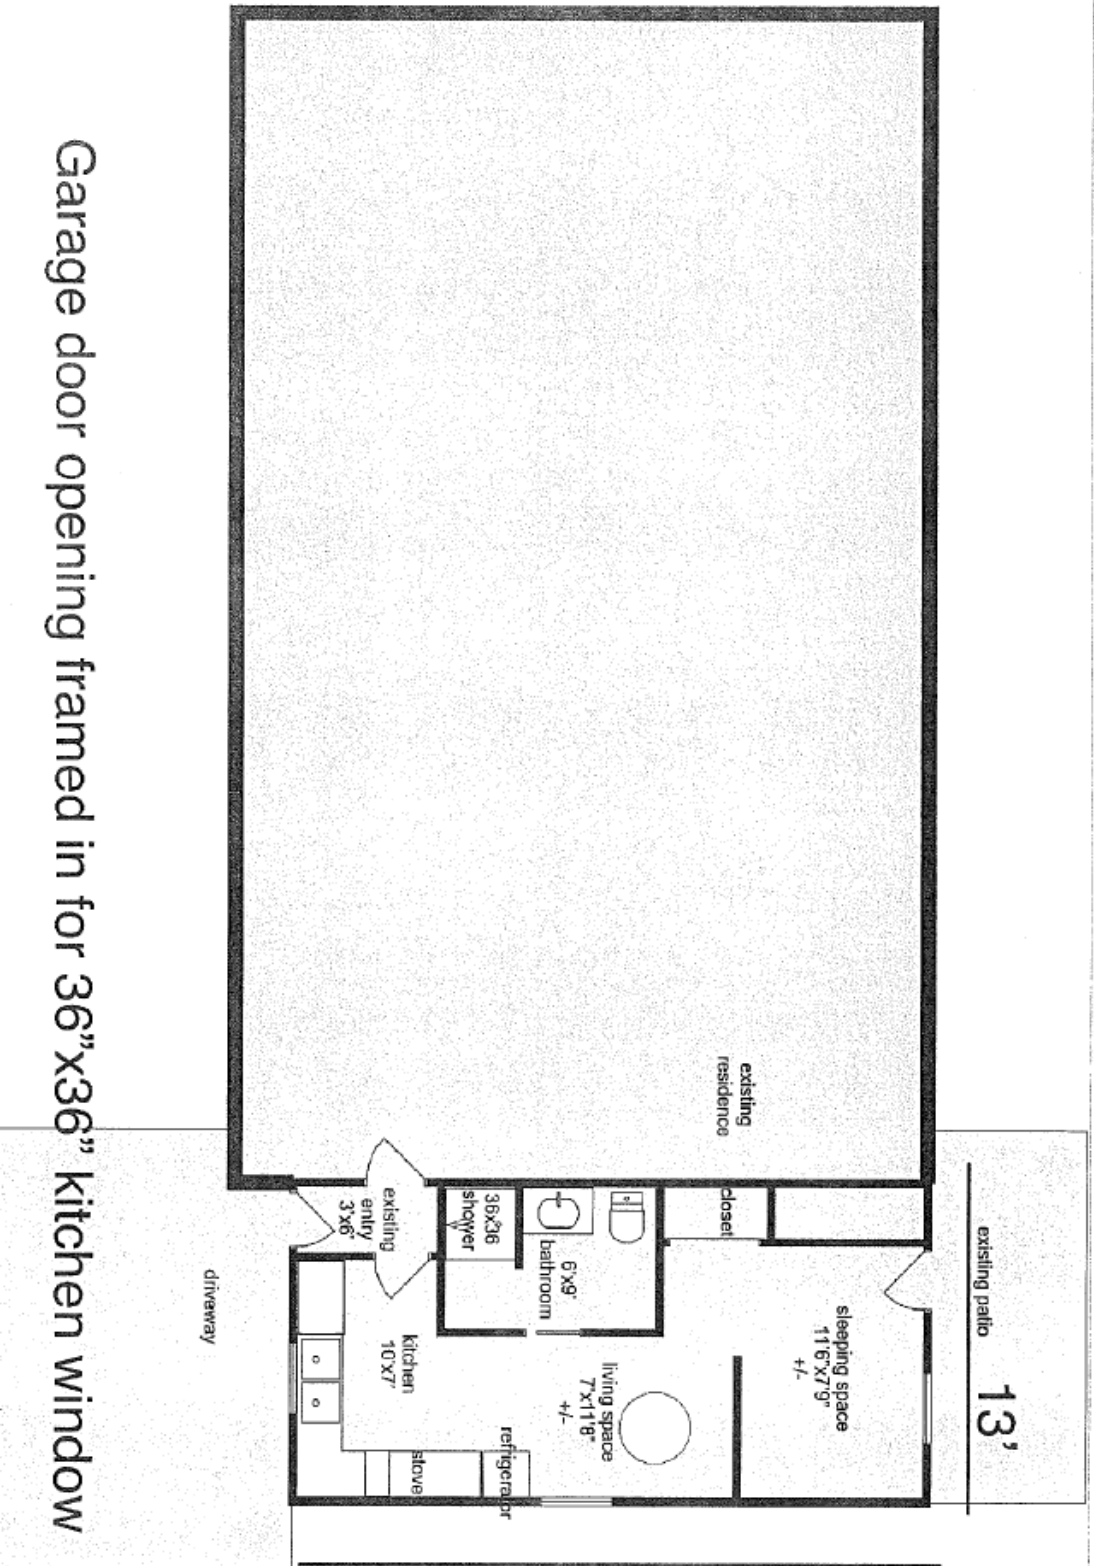 existing patio
13'
sleeping space
11'6"x7'9"
+/-
closet
existing
residence
living space
7'x11'8"
+/-
6'x9'
bathroom
36x36
shower
refrigerator
stove
kitchen
10'x7'
existing
entry
3'x6'
driveway
Garage door opening framed in for 36”x36” kitchen window